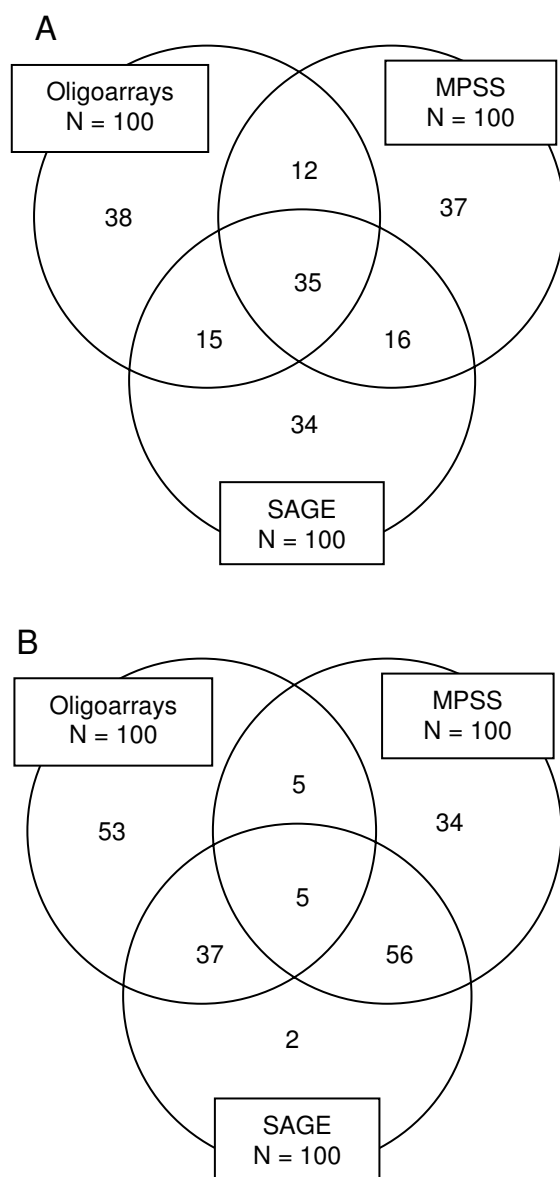 A
Oligoarrays
N = 100
MPSS
N = 100
12
38
37
35
15
16
34
SAGE
N = 100
B
Oligoarrays
N = 100
MPSS
N = 100
5
53
34
5
37
56
2
SAGE
N = 100